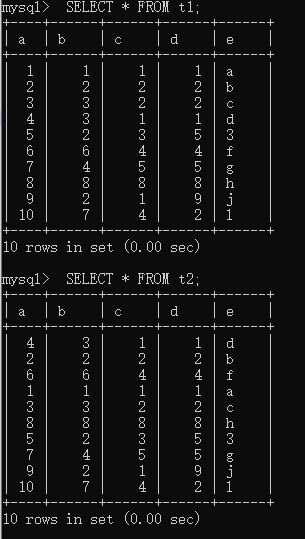 mysql>  SELECT * FROM t1;
+----+------+------+------+------+
| a  | b    | c    | d    | e    |
+----+------+------+------+------+
|  1 |    1 |    1 |    1 | a    |
|  2 |    2 |    2 |    2 | b    |
|  3 |    3 |    2 |    2 | c    |
|  4 |    3 |    1 |    1 | d    |
|  5 |    2 |    3 |    5 | 3    |
|  6 |    6 |    4 |    4 | f    |
|  7 |    4 |    5 |    5 | g    |
|  8 |    8 |    8 |    8 | h    |
|  9 |    2 |    1 |    9 | j    |
| 10 |    7 |    4 |    2 | l    |
+----+------+------+------+------+
10 rows in set (0.00 sec)
mysql>  SELECT * FROM t2;
+----+------+------+------+------+
| a  | b    | c    | d    | e    |
+----+------+------+------+------+
|  4 |    3 |    1 |    1 | d    |
|  2 |    2 |    2 |    2 | b    |
|  6 |    6 |    4 |    4 | f    |
|  1 |    1 |    1 |    1 | a    |
|  3 |    3 |    2 |    2 | c    |
|  8 |    8 |    8 |    8 | h    |
|  5 |    2 |    3 |    5 | 3    |
|  7 |    4 |    5 |    5 | g    |
|  9 |    2 |    1 |    9 | j    |
| 10 |    7 |    4 |    2 | l    |
+----+------+------+------+------+
10 rows in set (0.00 sec)